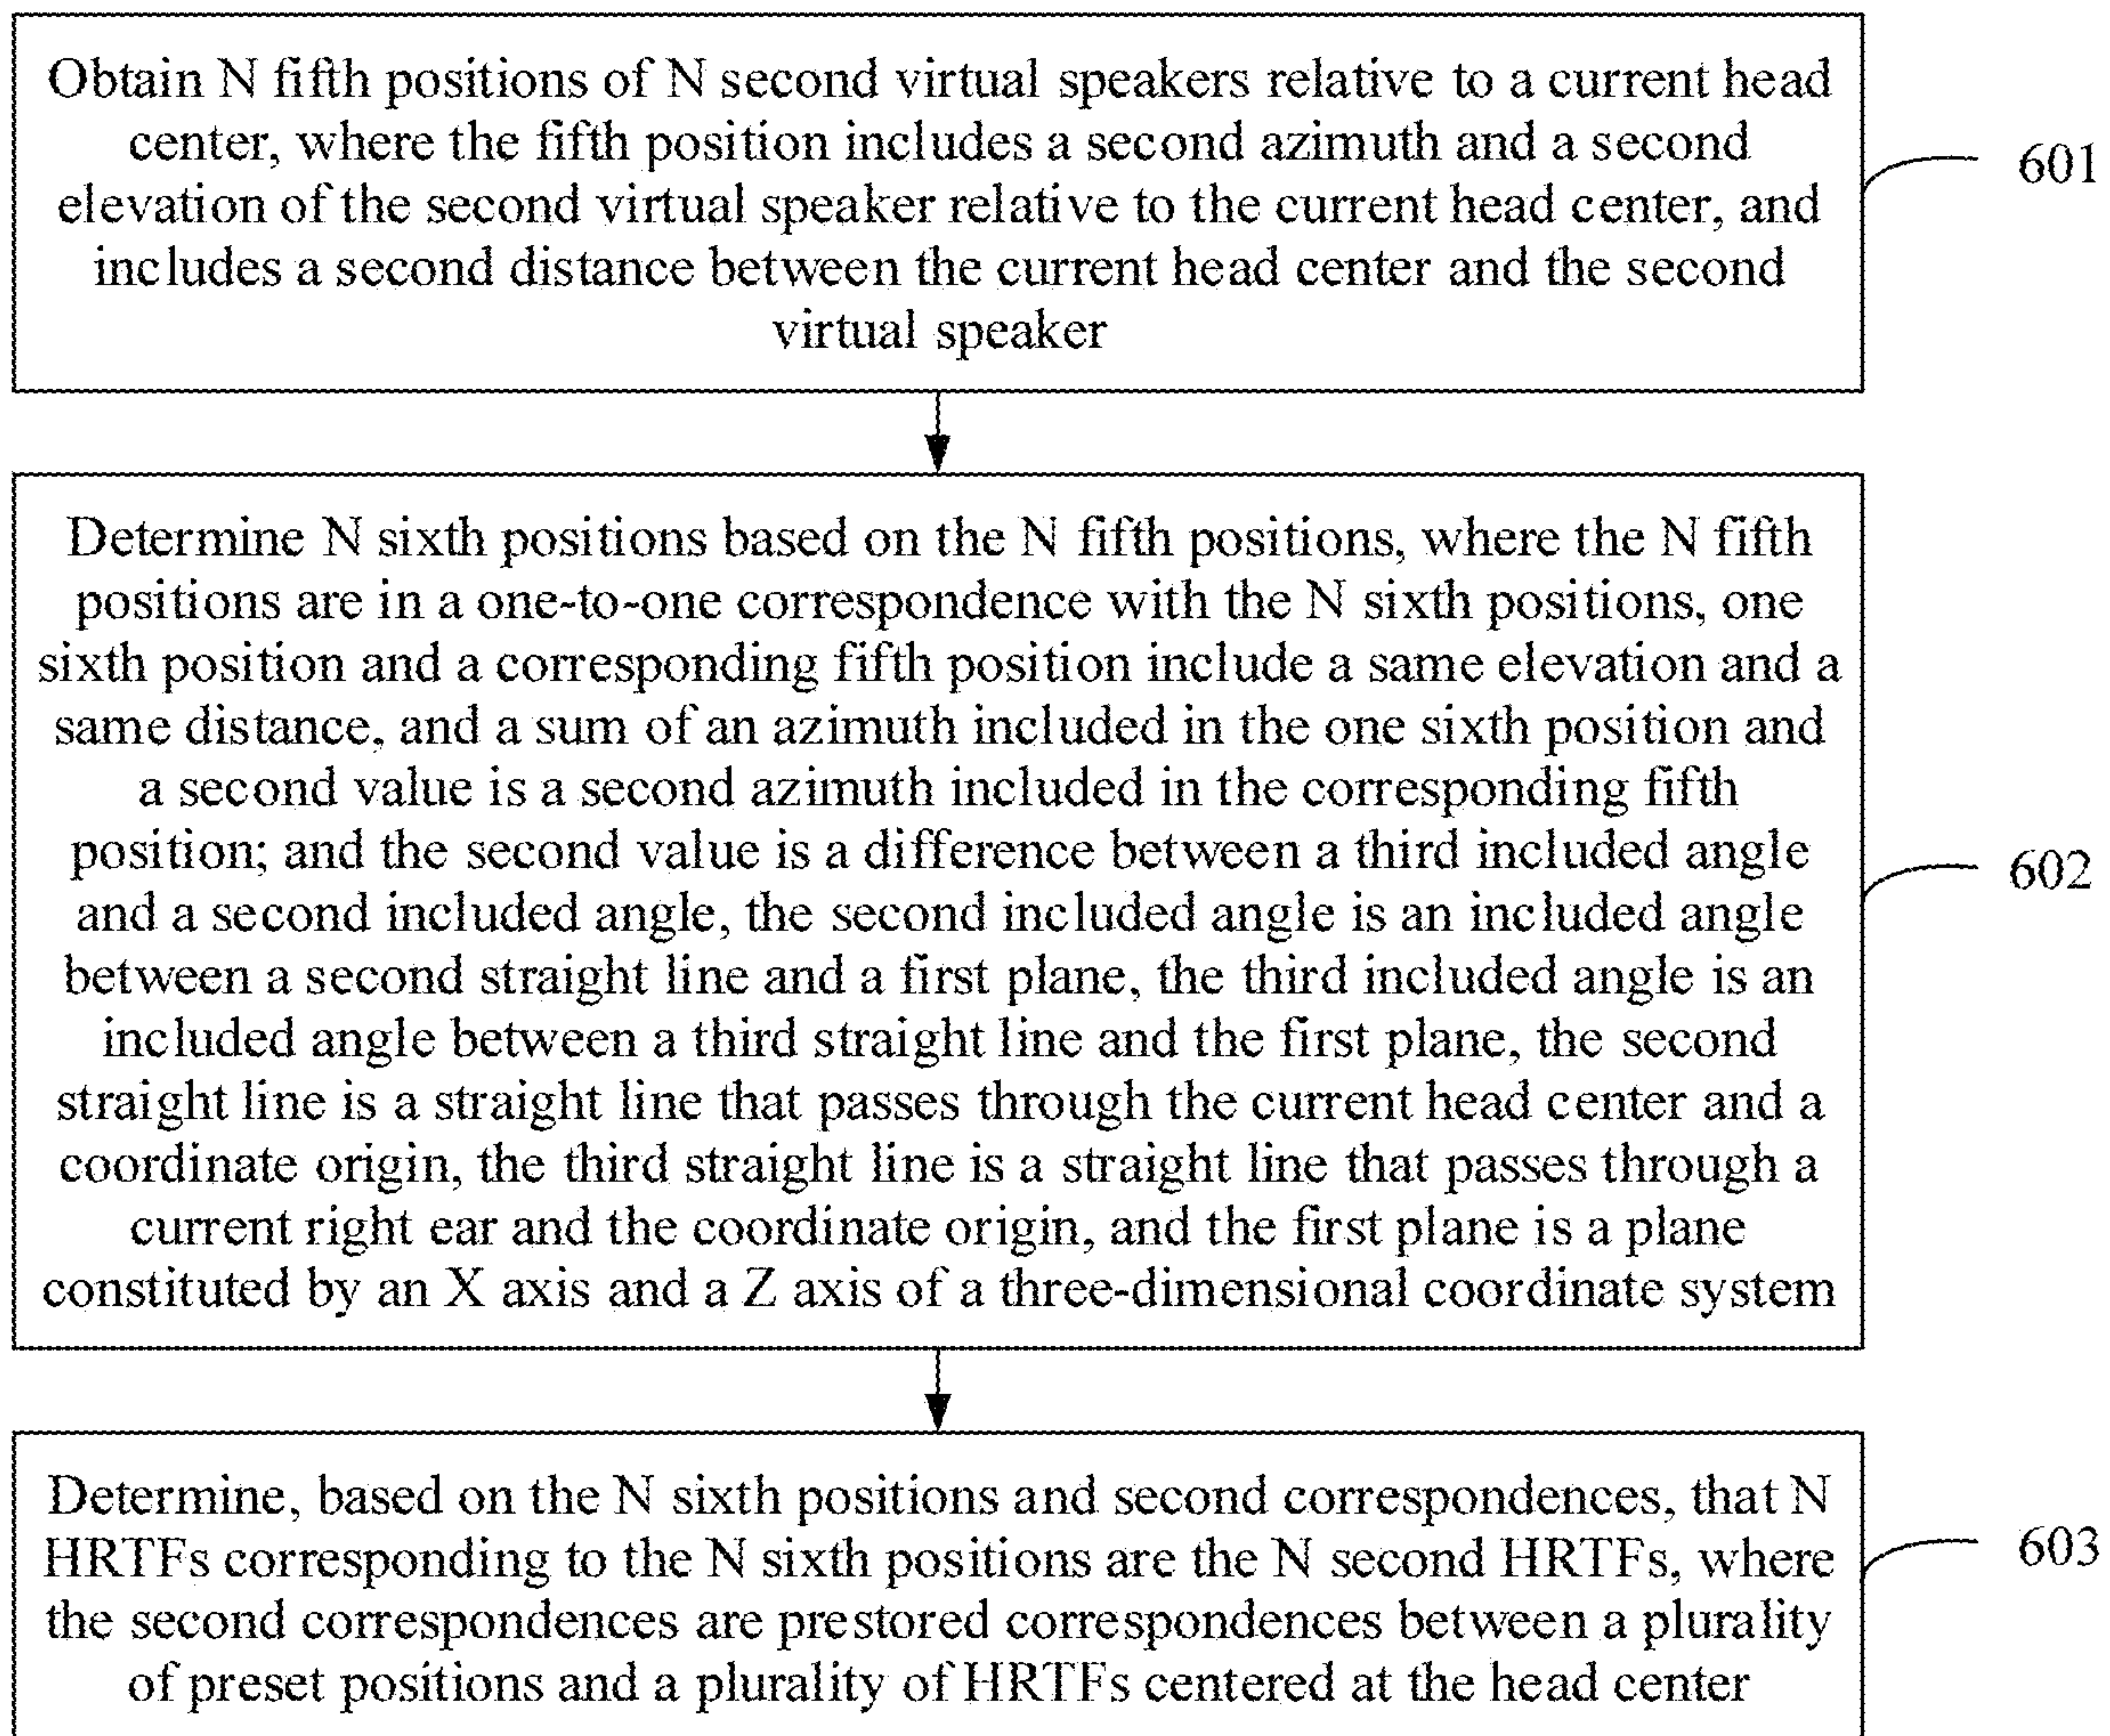 Obtain N fifth positions of N second virtual speakers relative to a current head
center, where the fifth position includes a second azimuth and a second
elevation of the second virtual speaker relative to the current head center, and
includes a second distance between the current head center and the second
virtual speaker
601
Determine N sixth positions based on the N fifth positions, where the N fifth
positions are in a one-to-one correspondence with the N sixth positions, one
sixth position and a corresponding fifth position include a same elevation and a
same distance, and a sum of an azimuth included in the one sixth position and
a second value is a second azimuth included in the corresponding fifth
position; and the second value is a difference between a third included angle
and a second included angle, the second included angle is an included angle
between a second straight line and a first plane, the third included angle is an
included angle between a third straight line and the first plane, the second
straight line is a straight line that passes through the current head center and a
coordinate origin, the third straight line is a straight line that passes through a
current right ear and the coordinate origin, and the first plane is a plane
constituted by an X axis and a Z axis of a three-dimensional coordinate system
602
Determine, based on the N sixth positions and second correspondences, that N
HRTFs corresponding to the N sixth positions are the N second HRTFs, where
the second correspondences are prestored correspondences between a plurality
of preset positions and a plurality of HRTFs centered at the head center
603